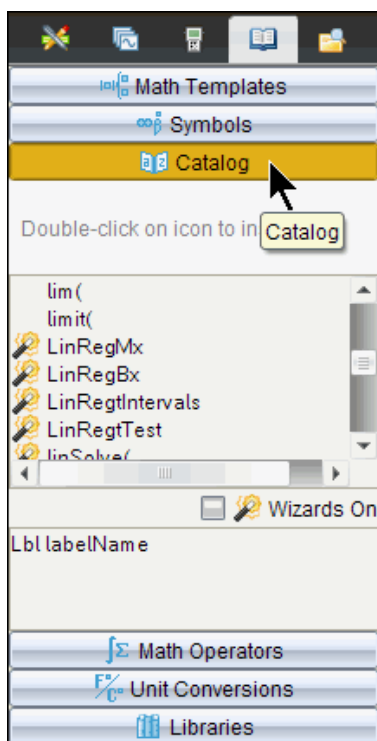 Math Templates
∞β° Symbols
Catalog
Double-click on icon to in
Catalog
lim(
limit(
LinRegMx
LinRegBx
LinRegtIntervals
LinRegtTest
linSolve(
Wizards On
Lbl labelName
∫Σ Math Operators
F°/C° Unit Conversions
Libraries